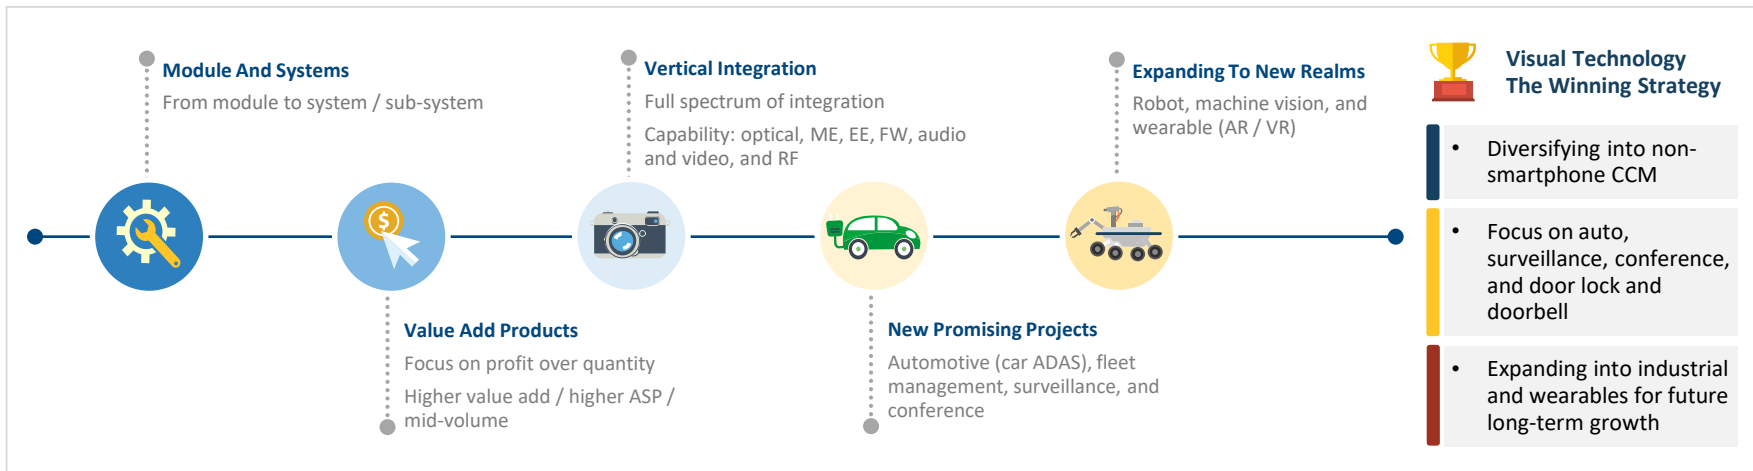 Module And Systems
From module to system / sub-system
Value Add Products
Focus on profit over quantity
Higher value add / higher ASP /
mid-volume
Vertical Integration
Full spectrum of integration
Capability: optical, ME, EE, FW, audio
and video, and RF
New Promising Projects
Automotive (car ADAS), fleet
management, surveillance, and
conference
Expanding To New Realms
Robot, machine vision, and
wearable (AR / VR)
Visual Technology
The Winning Strategy
• Diversifying into non-
smartphone CCM
• Focus on auto,
surveillance, conference,
and door lock and
doorbell
• Expanding into industrial
and wearables for future
long-term growth
$